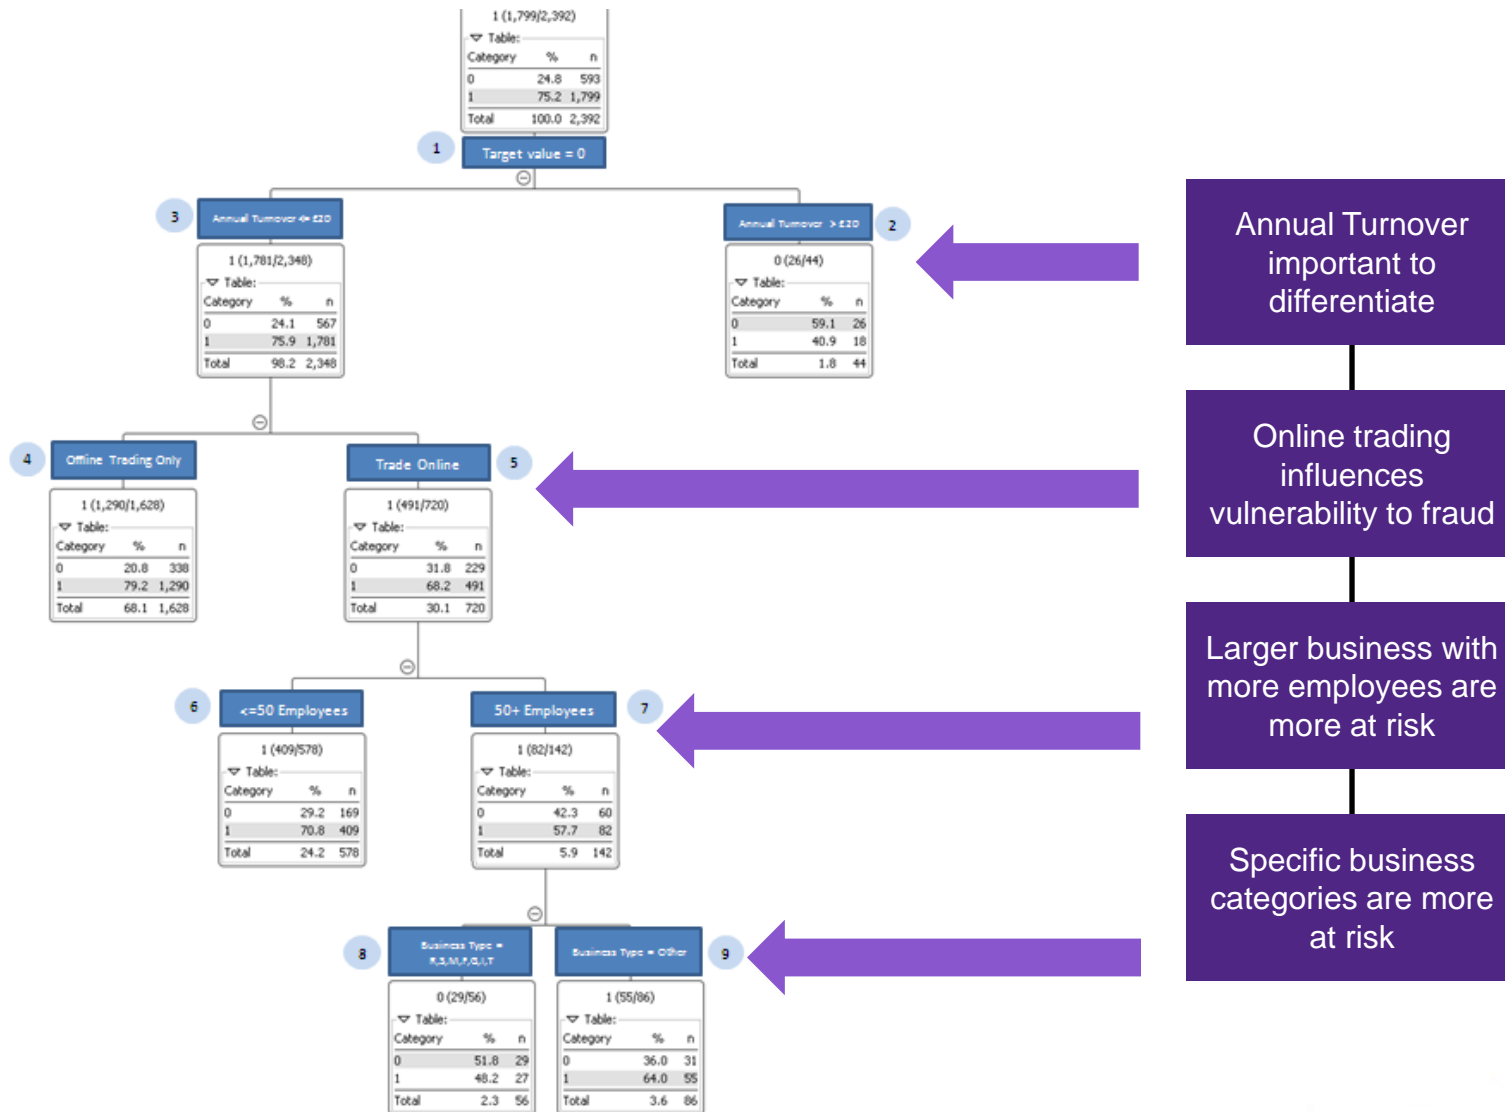 1 (1,799/2,392)
Table:
Category % n
0 24.8 593
1 75.2 1,799
Total 100.0 2,392
1
Target value = 0
3
Annual Turnover <= £20
Annual Turnover > £20
2
1 (1,781/2,348)
Table:
Category % n
0 24.1 567
1 75.9 1,781
Total 98.2 2,348
0 (26/44)
Table:
Category % n
0 59.1 26
1 40.9 18
Total 1.8 44
Annual Turnover
important to
differentiate
4
Offline Trading Only
Trade Online
5
1 (1,290/1,628)
Table:
Category % n
0 20.8 338
1 79.2 1,290
Total 68.1 1,628
1 (491/720)
Table:
Category % n
0 31.8 229
1 68.2 491
Total 30.1 720
Online trading
influences
vulnerability to fraud
6
<=50 Employees
50+ Employees
7
1 (409/578)
Table:
Category % n
0 29.2 169
1 70.8 409
Total 24.2 578
1 (82/142)
Table:
Category % n
0 42.3 60
1 57.7 82
Total 5.9 142
Larger business with
more employees are
more at risk
8
Business Type =
Business Type = Other
9
0 (29/56)
Table:
Category % n
0 51.8 29
1 48.2 27
Total 2.3 56
1 (55/86)
Table:
Category % n
0 36.0 31
1 64.0 55
Total 3.6 86
Specific business
categories are more
at risk